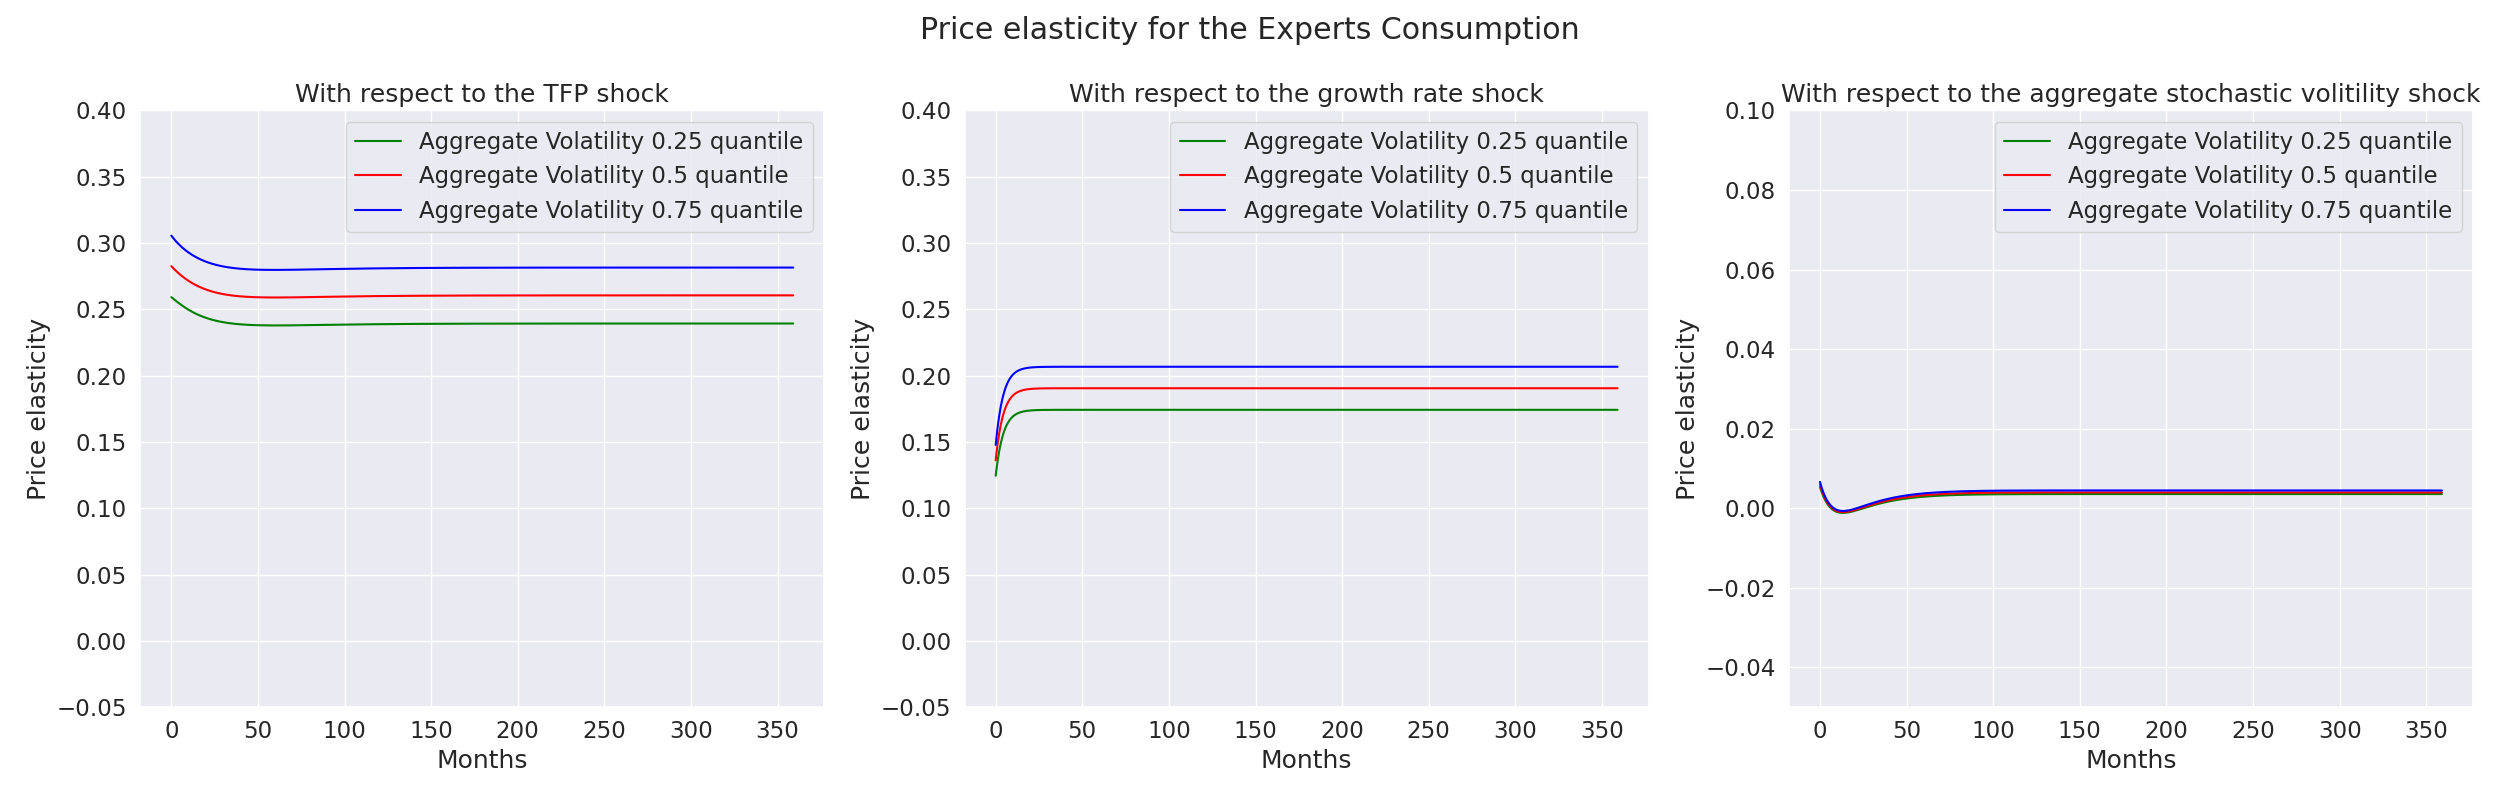 Price elasticity for the Experts Consumption
With respect to the TFP shock
0.40
0.35
0.30
0.25
0.20
0.15
0.10
0.05
0.00
−0.05
Price elasticity
Aggregate Volatility 0.25 quantile
Aggregate Volatility 0.5 quantile
Aggregate Volatility 0.75 quantile
0 50 100 150 200 250 300 350
Months
With respect to the growth rate shock
0.40
0.35
0.30
0.25
0.20
0.15
0.10
0.05
0.00
−0.05
Price elasticity
Aggregate Volatility 0.25 quantile
Aggregate Volatility 0.5 quantile
Aggregate Volatility 0.75 quantile
0 50 100 150 200 250 300 350
Months
With respect to the aggregate stochastic volitility shock
0.10
0.08
0.06
0.04
0.02
0.00
−0.02
−0.04
Price elasticity
Aggregate Volatility 0.25 quantile
Aggregate Volatility 0.5 quantile
Aggregate Volatility 0.75 quantile
0 50 100 150 200 250 300 350
Months